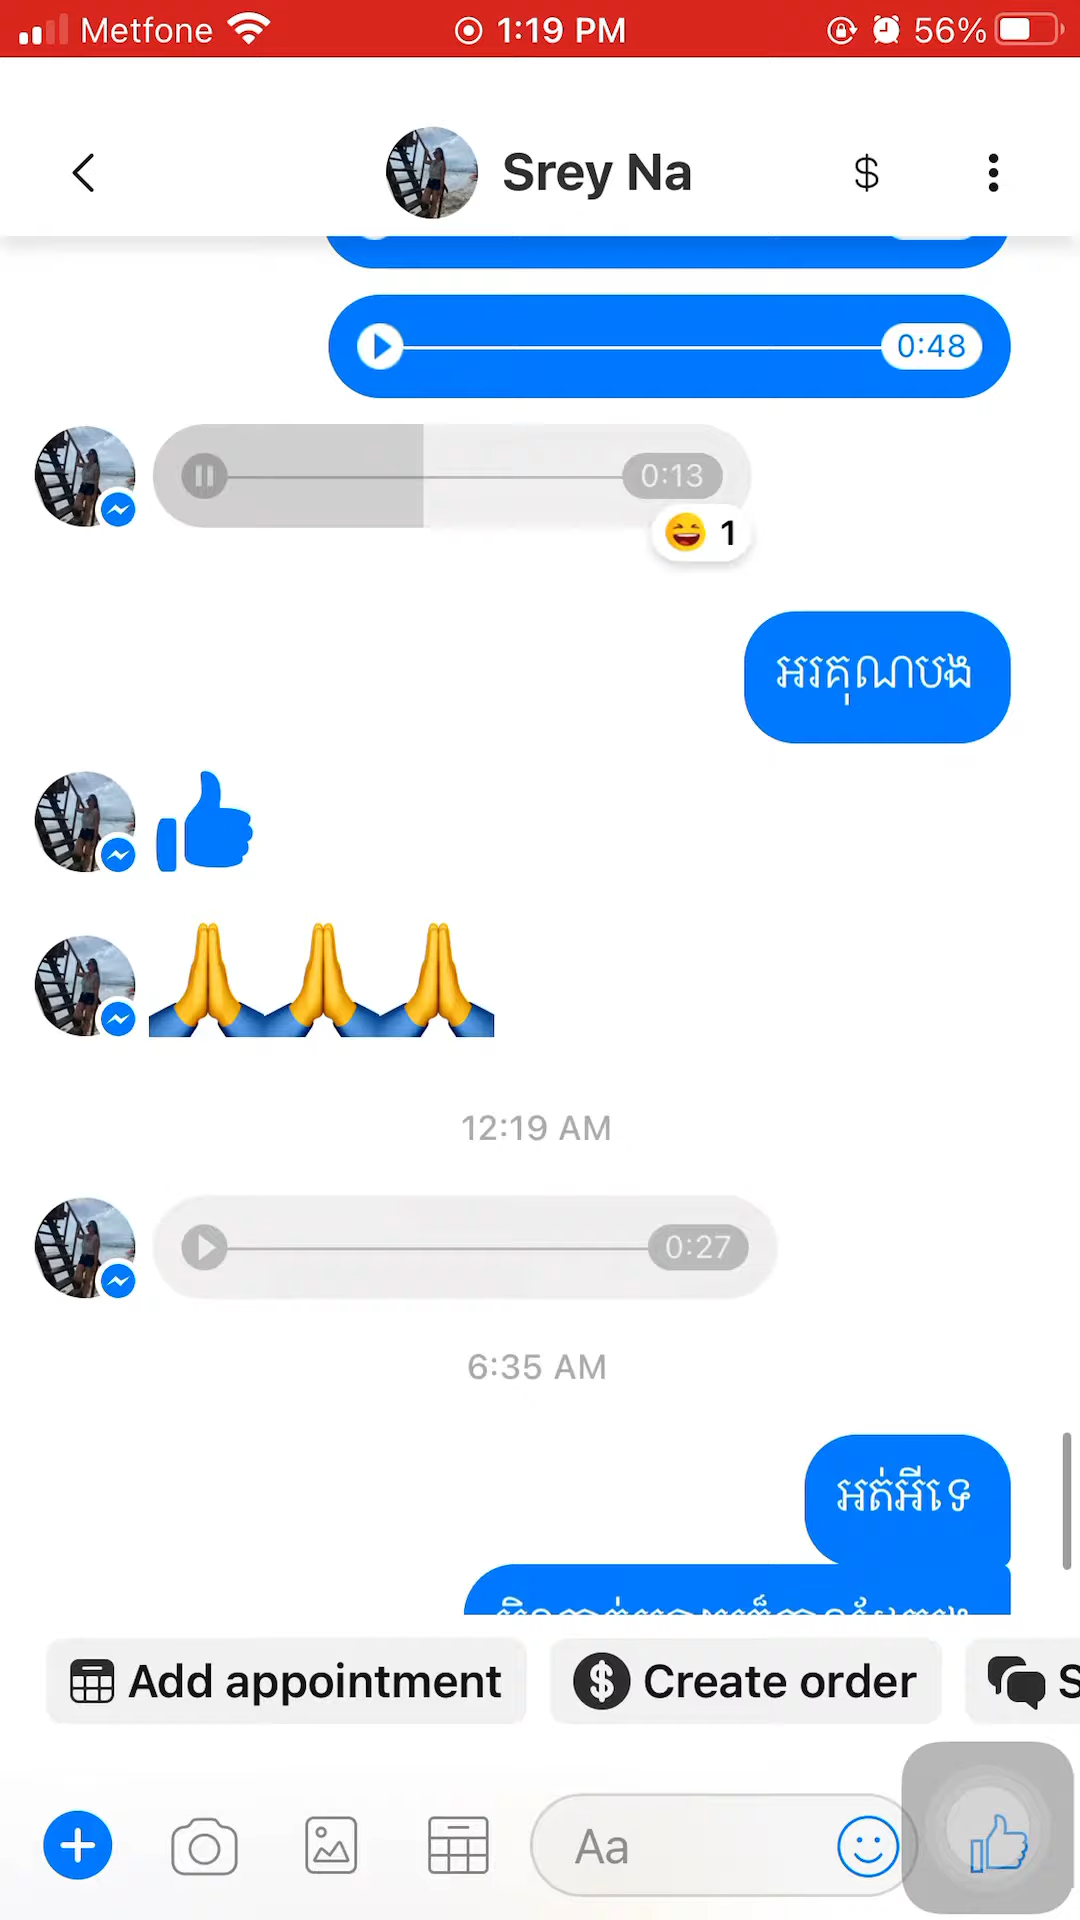 Metfone 1:19 PM 56%
Srey Na $
0:48
0:13
1
អរគុណបង
12:19 AM
0:27
6:35 AM
អត់អីទេ
Add appointment Create order S
Aa